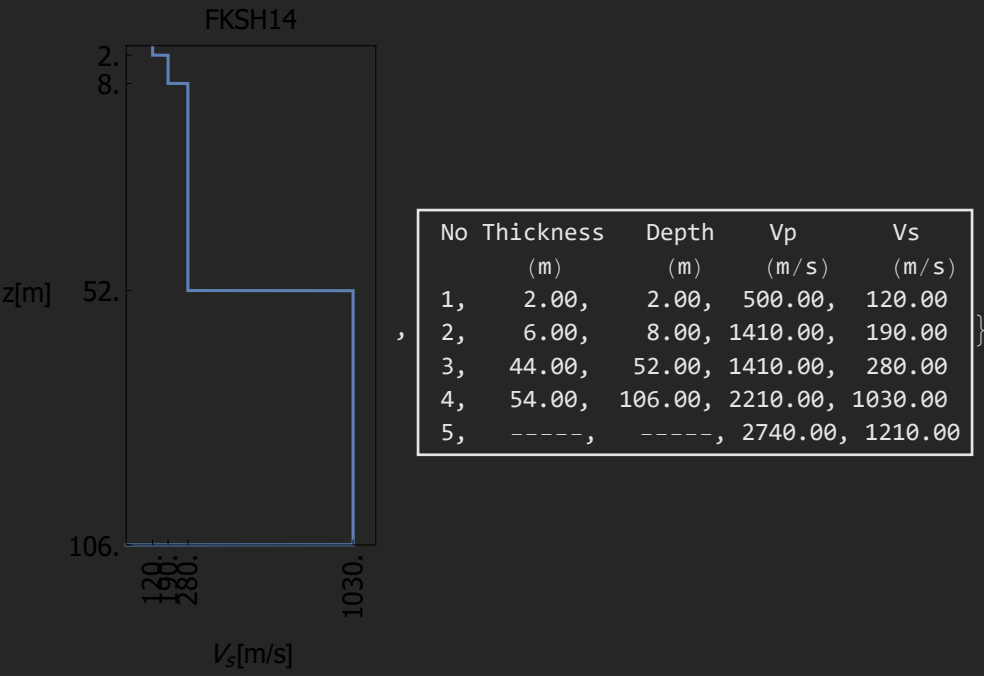 FKSH14
2.
8.
z[m]
52.
106.
120.
190.
280.
1030.
Vs[m/s]
,
No Thickness Depth Vp Vs
(m) (m) (m/s) (m/s)
1, 2.00, 2.00, 500.00, 120.00
2, 6.00, 8.00, 1410.00, 190.00
3, 44.00, 52.00, 1410.00, 280.00
4, 54.00, 106.00, 2210.00, 1030.00
5, -----, -----, 2740.00, 1210.00
}